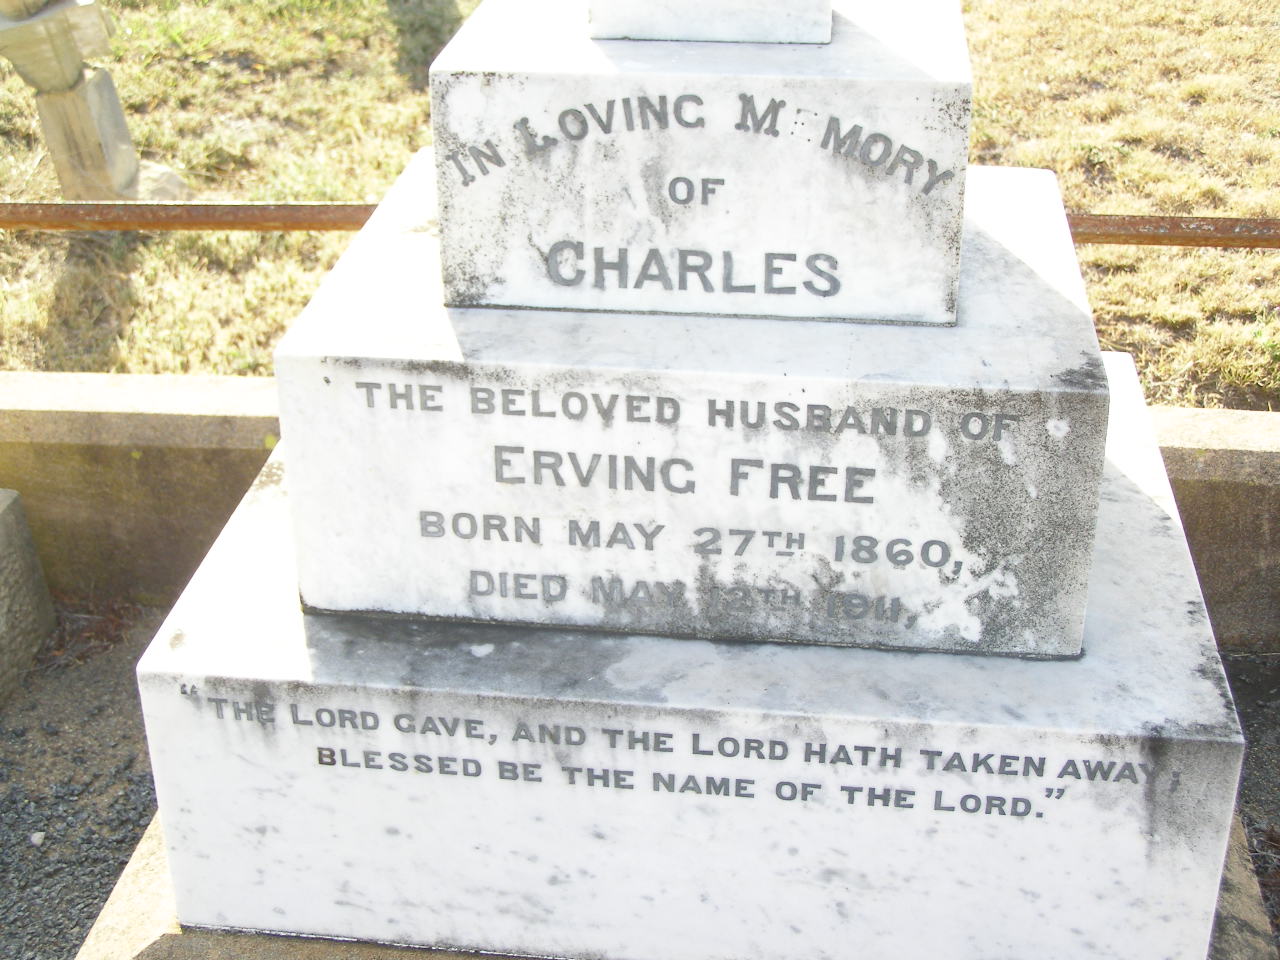 IN LOVING M MORY
OF
CHARLES
THE BELOVED HUSBAND OF
ERVING FREE
BORN MAY 27TH 1860,
DIED MAY 12TH 1911,
"THE LORD GAVE, AND THE LORD HATH TAKEN AWAY,
BLESSED BE THE NAME OF THE LORD."